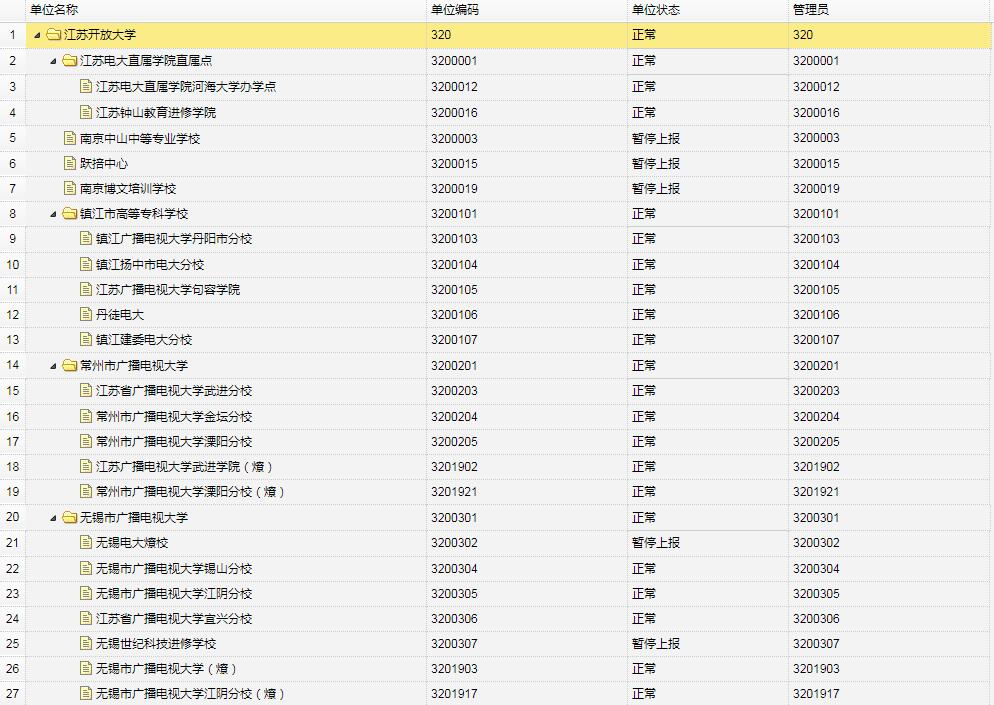 单位名称 单位编码 单位状态 管理员
1 江苏开放大学 320 正常 320
2 江苏电大直属学院直属点 3200001 正常 3200001
3 江苏电大直属学院河海大学办学点 3200012 正常 3200012
4 江苏钟山教育进修学院 3200016 正常 3200016
5 南京中山中等专业学校 3200003 暂停上报 3200003
6 跃掊中心 3200015 暂停上报 3200015
7 南京博文培训学校 3200019 暂停上报 3200019
8 镇江市高等专科学校 3200101 正常 3200101
9 镇江广播电视大学丹阳市分校 3200103 正常 3200103
10 镇江扬中市电大分校 3200104 正常 3200104
11 江苏广播电视大学句容学院 3200105 正常 3200105
12 丹徒电大 3200106 正常 3200106
13 镇江建委电大分校 3200107 正常 3200107
14 常州市广播电视大学 3200201 正常 3200201
15 江苏省广播电视大学武进分校 3200203 正常 3200203
16 常州市广播电视大学金坛分校 3200204 正常 3200204
17 常州市广播电视大学溧阳分校 3200205 正常 3200205
18 江苏广播电视大学武进学院（燎） 3201902 正常 3201902
19 常州市广播电视大学溧阳分校（燎） 3201921 正常 3201921
20 无锡市广播电视大学 3200301 正常 3200301
21 无锡电大燎校 3200302 暂停上报 3200302
22 无锡市广播电视大学锡山分校 3200304 正常 3200304
23 无锡市广播电视大学江阴分校 3200305 正常 3200305
24 江苏省广播电视大学宜兴分校 3200306 正常 3200306
25 无锡世纪科技进修学校 3200307 暂停上报 3200307
26 无锡市广播电视大学（燎） 3201903 正常 3201903
27 无锡市广播电视大学江阴分校（燎） 3201917 正常 3201917